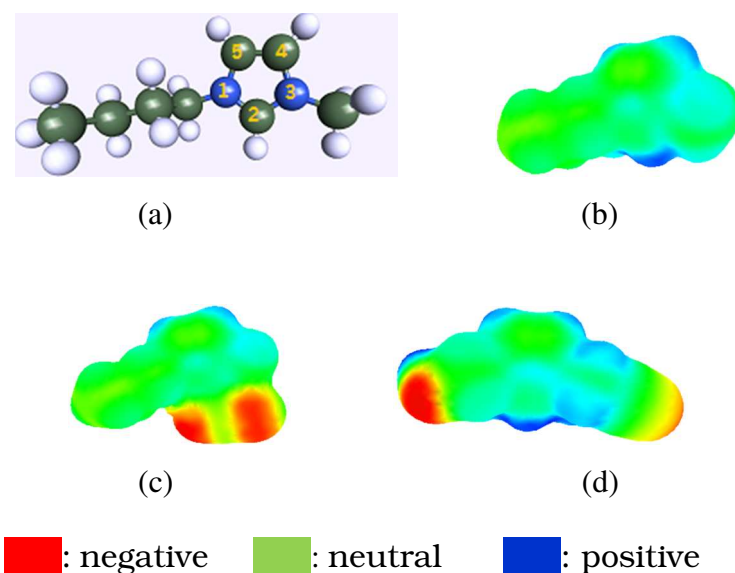 5 4
1 3
2
(a) (b)
(c) (d)
: negative : neutral : positive